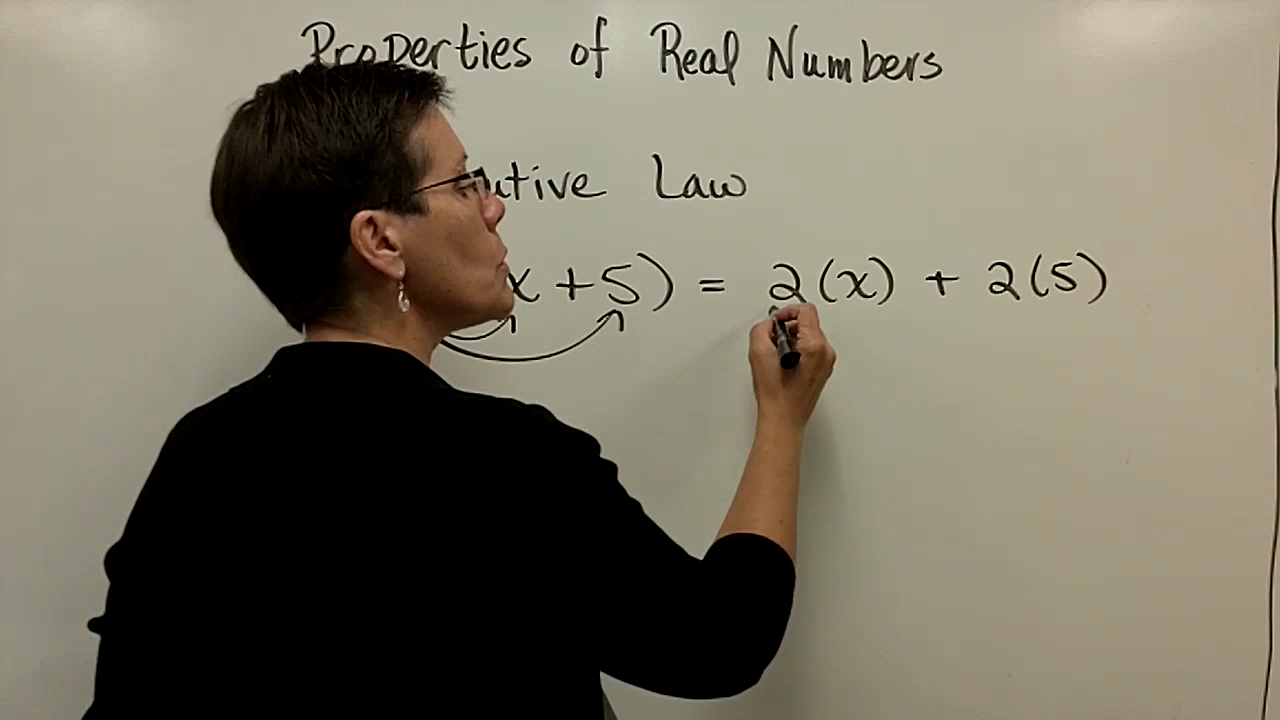 Properties of Real Numbers
utive Law
x + 5) = 2(x) + 2(5)